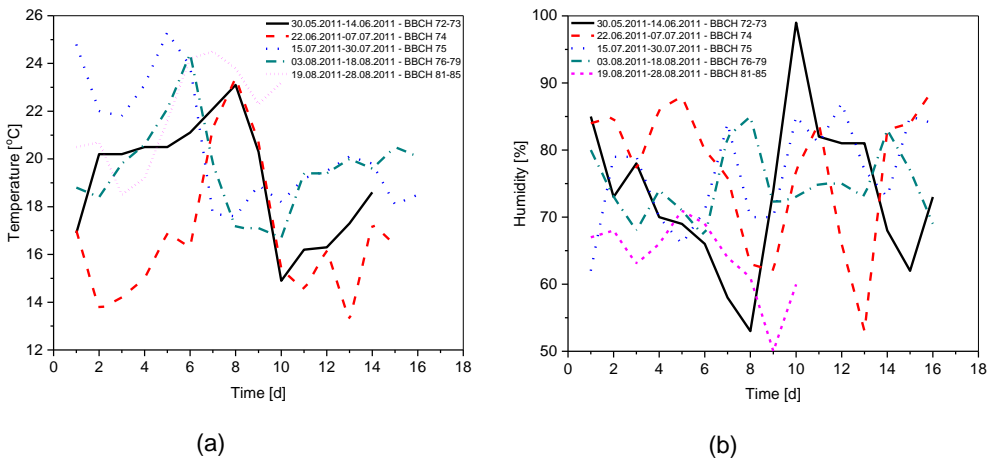 26
24
22
20
18
16
14
12
Temperature [°C]
30.05.2011-14.06.2011 - BBCH 72-73
22.06.2011-07.07.2011 - BBCH 74
15.07.2011-30.07.2011 - BBCH 75
03.08.2011-18.08.2011 - BBCH 76-79
19.08.2011-28.08.2011 - BBCH 81-85
0 2 4 6 8 10 12 14 16 18
Time [d]
(a)
100
90
80
70
60
50
Humidity [%]
30.05.2011-14.06.2011 - BBCH 72-73
22.06.2011-07.07.2011 - BBCH 74
15.07.2011-30.07.2011 - BBCH 75
03.08.2011-18.08.2011 - BBCH 76-79
19.08.2011-28.08.2011 - BBCH 81-85
0 2 4 6 8 10 12 14 16 18
Time [d]
(b)